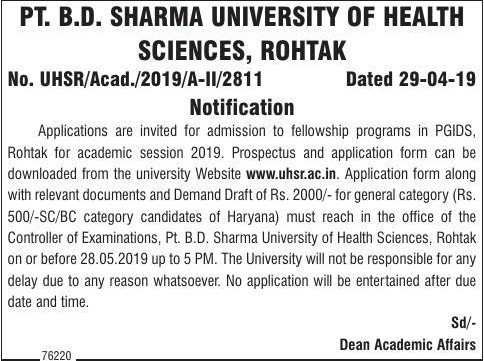 PT. B.D. SHARMA UNIVERSITY OF HEALTH
SCIENCES, ROHTAK
No. UHSR/Acad./2019/A-II/2811 Dated 29-04-19
Notification
Applications are invited for admission to fellowship programs in PGIDS,
Rohtak for academic session 2019. Prospectus and application form can be
downloaded from the university Website www.uhsr.ac.in. Application form along
with relevant documents and Demand Draft of Rs. 2000/- for general category (Rs.
500/-SC/BC category candidates of Haryana) must reach in the office of the
Controller of Examinations, Pt. B.D. Sharma University of Health Sciences, Rohtak
on or before 28.05.2019 up to 5 PM. The University will not be responsible for any
delay due to any reason whatsoever. No application will be entertained after due
date and time.
Sd/-
Dean Academic Affairs
76220